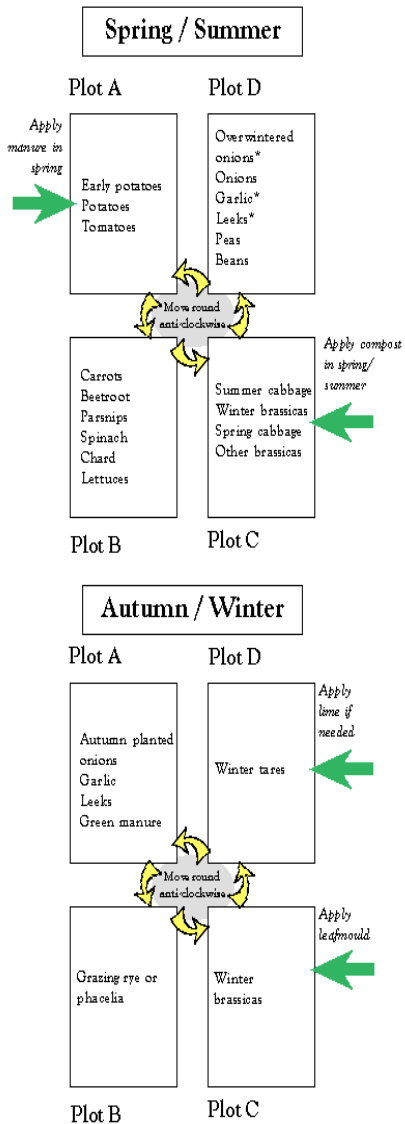 Spring / Summer
Plot A
Plot D
Apply
manure in
spring
Early potatoes
Potatoes
Tomatoes
Overwintered
onions*
Onions
Garlic*
Leeks*
Peas
Beans
Move round
anti-clockwise
Carrots
Beetroot
Parsnips
Spinach
Chard
Lettuces
Summer cabbage
Winter brassicas
Spring cabbage
Other brassicas
Apply compost
in spring/
summer
Plot B
Plot C
Autumn / Winter
Plot A
Plot D
Autumn planted
onions
Garlic
Leeks
Green manure
Winter tares
Apply
lime if
needed
Move round
anti-clockwise
Grazing rye or
phacelia
Winter
brassicas
Apply
leafmould
Plot B
Plot C